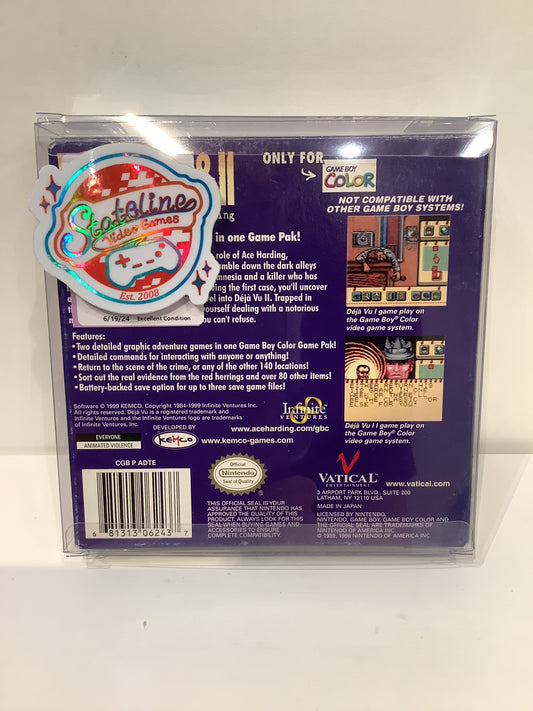 & II
ONLY FOR
GAME BOY
COLOR
NOT COMPATIBLE WITH
OTHER GAME BOY SYSTEMS!
Stateline
Video Games
Est. 2008
in one Game Pak!
role of Ace Harding,
mble down the dark alleys
mnesia and a killer who has
ving the first case, you'll uncover
el into Déjà Vu II. Trapped in
ourself dealing with a notorious
ou can't refuse.
6/19/24 Excellent Condition
Déjà Vu I game play on
the Game Boy® Color
video game system.
Features:
•Two detailed graphic adventure games in one Game Boy Color Game Pak!
•Detailed commands for interacting with anyone or anything!
•Return to the scene of the crime, or any of the other 140 locations!
•Sort out the real evidence from the red herrings and over 80 other items!
•Battery-backed save option for up to three save game files!
Déjà Vu II game play on
the Game Boy® Color
video game system.
Software © 1999 KEMCO. Copyright 1984-1999 Infinite Ventures Inc.
All rights reserved. Déjà Vu is a registered trademark and
Infinite Ventures and the Infinite Ventures logo are trademarks
of Infinite Ventures Inc.
DEVELOPED BY
KEMCO
Infinite
VENTURES
www.aceharding.com/gbc
www.kemco-games.com
EVERYONE
ANIMATED VIOLENCE
CGB P ADTE
6 81313 06243 7
Official
Nintendo
Seal of Quality
THIS OFFICIAL SEAL IS YOUR
ASSURANCE THAT NINTENDO HAS
APPROVED THE QUALITY OF THIS
PRODUCT. ALWAYS LOOK FOR THIS
SEAL WHEN BUYING GAMES AND
ACCESSORIES TO ENSURE
COMPLETE COMPATIBILITY.
VATICAL
ENTERTAINMENT
www.vatical.com
3 AIRPORT PARK BLVD., SUITE 200
LATHAM, NY 12110 USA
MADE IN JAPAN
LICENSED BY NINTENDO.
NINTENDO, GAME BOY, GAME BOY COLOR AND
THE OFFICIAL SEAL ARE TRADEMARKS
OF NINTENDO OF AMERICA INC.
© 1989, 1998 NINTENDO OF AMERICA INC.